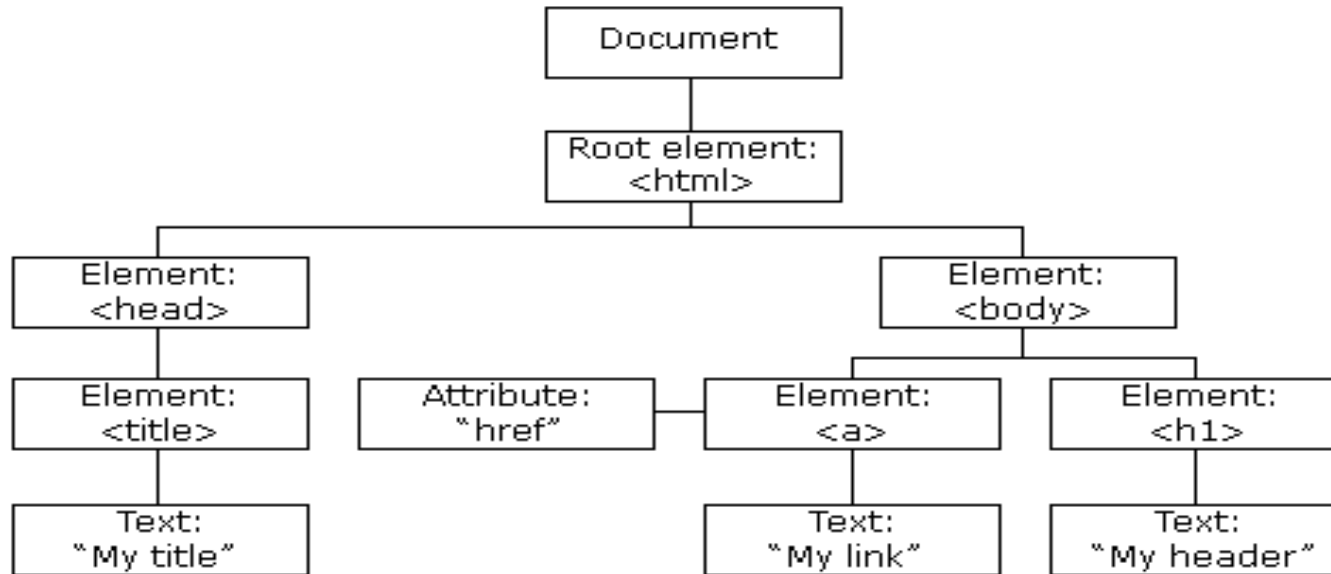 Document
Root element:
<html>
Element:
<head>
Element:
<body>
Element:
<title>
Attribute:
“href”
Element:
<a>
Element:
<h1>
Text:
“My title”
Text:
“My link”
Text:
“My header”